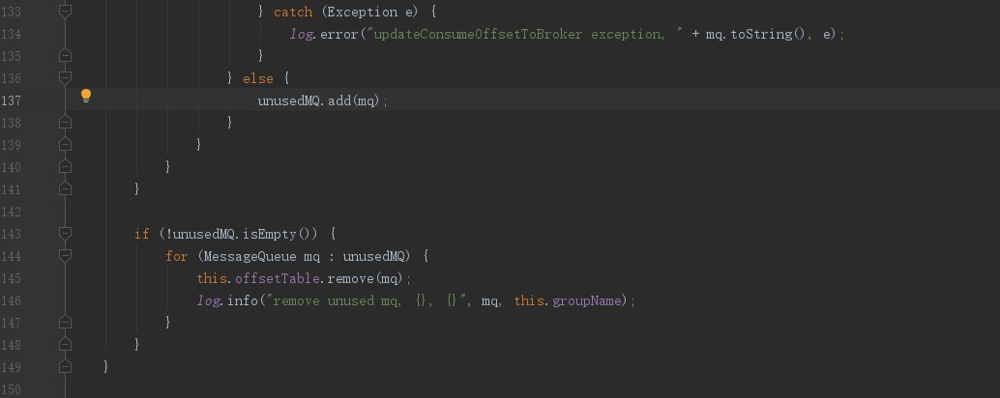 133 } catch (Exception e) {
134 log.error("updateConsumeOffsetToBroker exception, " + mq.toString(), e);
135 }
136 } else {
137 unusedMQ.add(mq);
138 }
139 }
140 }
141 }
142
143 if (!unusedMQ.isEmpty()) {
144 for (MessageQueue mq : unusedMQ) {
145 this.offsetTable.remove(mq);
146 log.info("remove unused mq, {}, {}", mq, this.groupName);
147 }
148 }
149 }
150